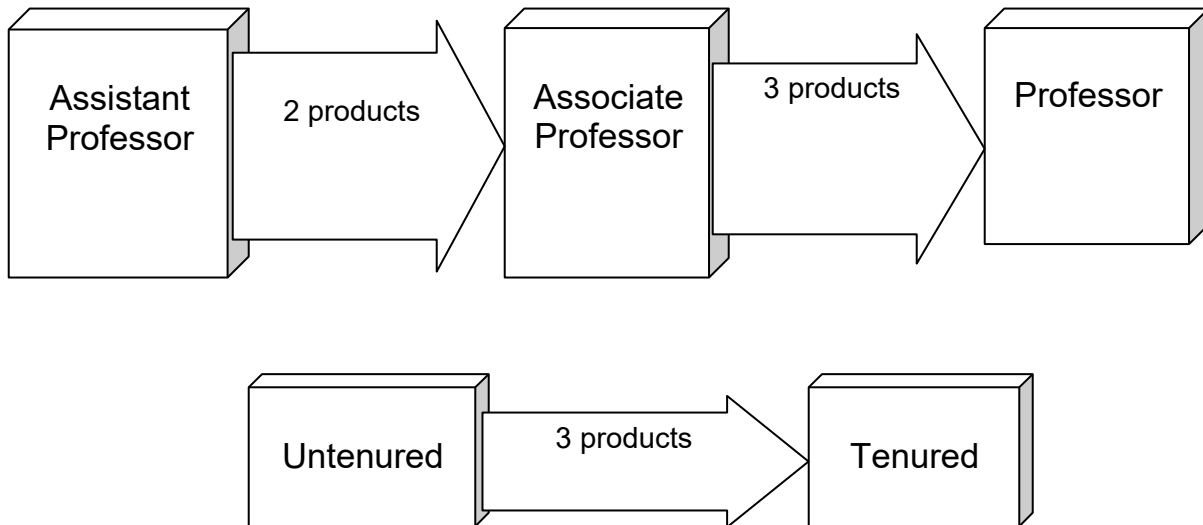 Assistant
Professor
2 products
Associate
Professor
3 products
Professor
Untenured
3 products
Tenured